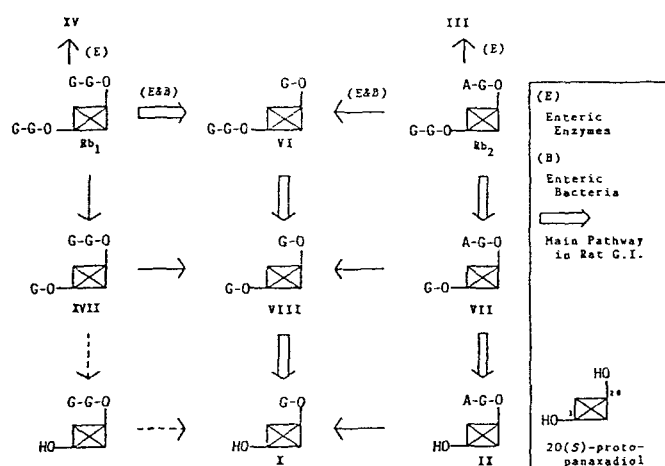 XV
III
(E)
(E)
G-G-O
G-O
A-G-O
(E&B)
(E&B)
G-G-O
G-G-O
G-G-O
Rb1
VI
Rb2
G-G-O
G-O
A-G-O
G-O
G-O
G-O
XVII
VIII
VII
G-G-O
G-O
A-G-O
HO
HO
HO
I
II
(E)
Enteric
Enzymes
(B)
Enteric
Bacteria
Main Pathway
in Rat G.I.
HO
20
HO
3
20(S)-proto-
panaxadiol